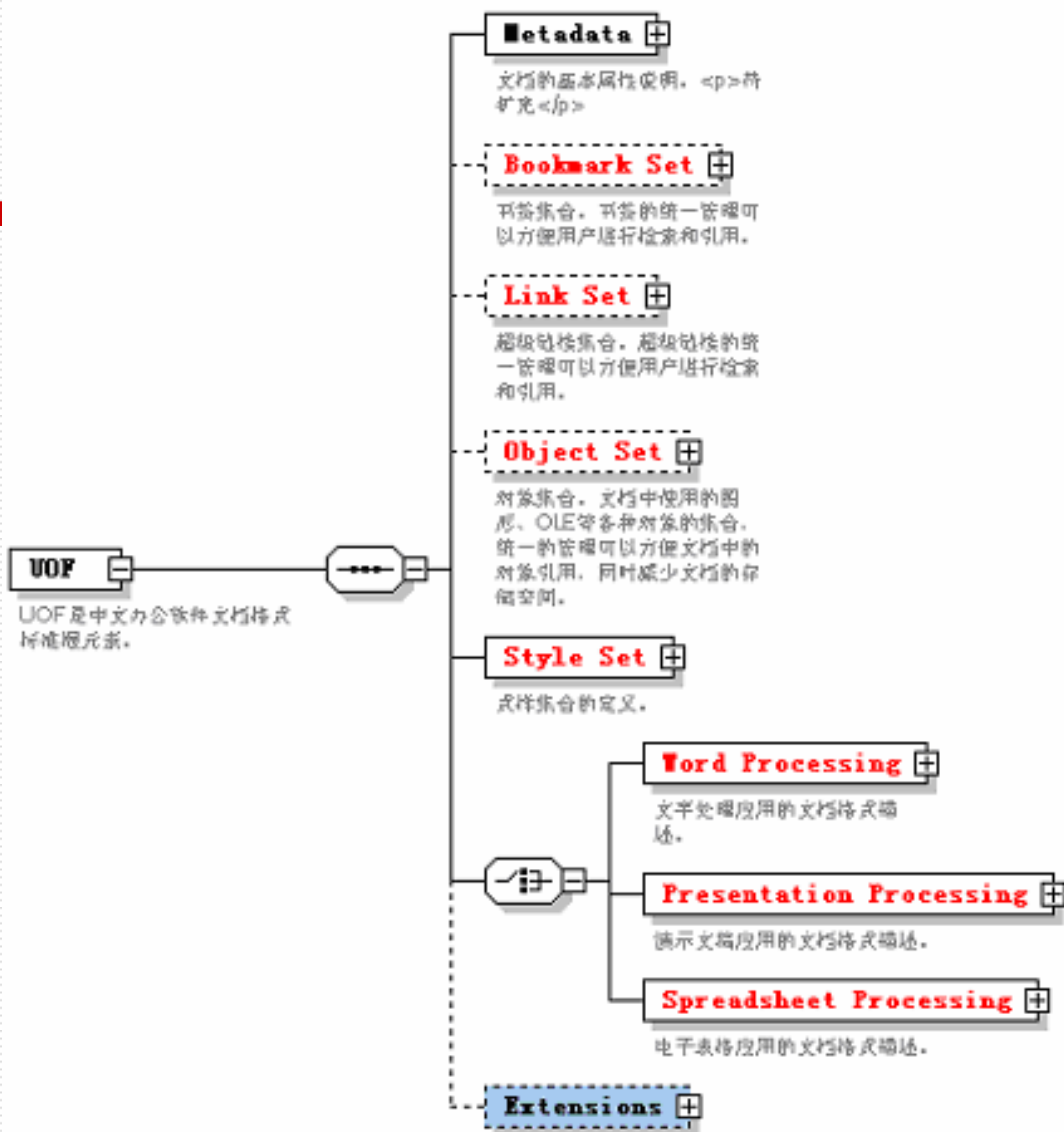 Metadata
文档的基本属性说明。<p>待
扩充</p>
Bookmark Set
书签集合。书签的统一管理可
以方便用户进行检索和引用。
Link Set
超级链接集合。超级链接的统
一管理可以方便用户进行检索
和引用。
Object Set
对象集合。文档中使用的图
形、OLE等各种对象的集合。
统一的管理可以方便文档中的
对象引用，同时减少文档的存
储空间。
UOF
UOF是中文办公软件文档格式
标准根元素。
Style Set
式样集合的定义。
Word Processing
文字处理应用的文档格式描
述。
Presentation Processing
演示文稿应用的文档格式描述。
Spreadsheet Processing
电子表格应用的文档格式描述。
Extensions